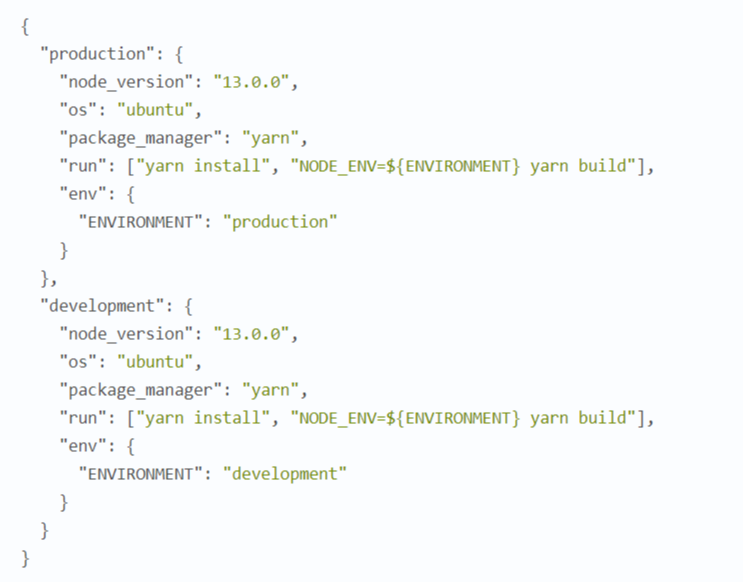 {
  "production": {
    "node_version": "13.0.0",
    "os": "ubuntu",
    "package_manager": "yarn",
    "run": ["yarn install", "NODE_ENV=${ENVIRONMENT} yarn build"],
    "env": {
      "ENVIRONMENT": "production"
    }
  },
  "development": {
    "node_version": "13.0.0",
    "os": "ubuntu",
    "package_manager": "yarn",
    "run": ["yarn install", "NODE_ENV=${ENVIRONMENT} yarn build"],
    "env": {
      "ENVIRONMENT": "development"
    }
  }
}